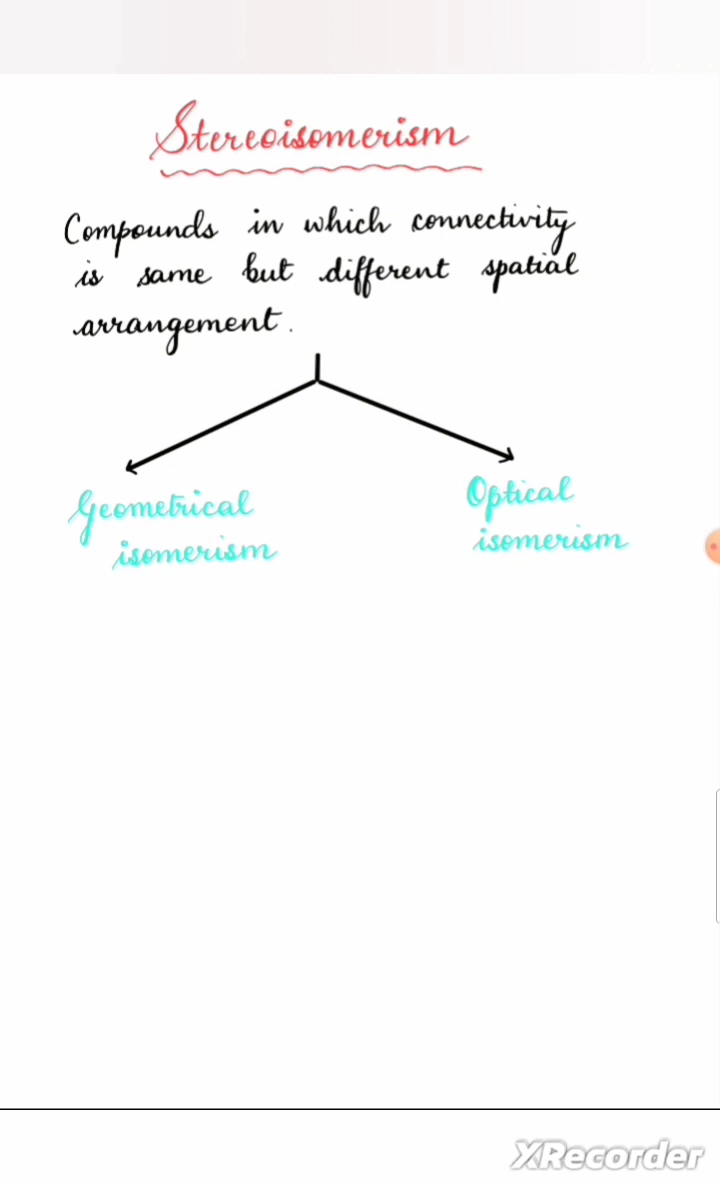 Stereoisomerism
Compounds in which connectivity
is same but different spatial
arrangement.
Geometrical
isomerism
Optical
isomerism
XRecorder